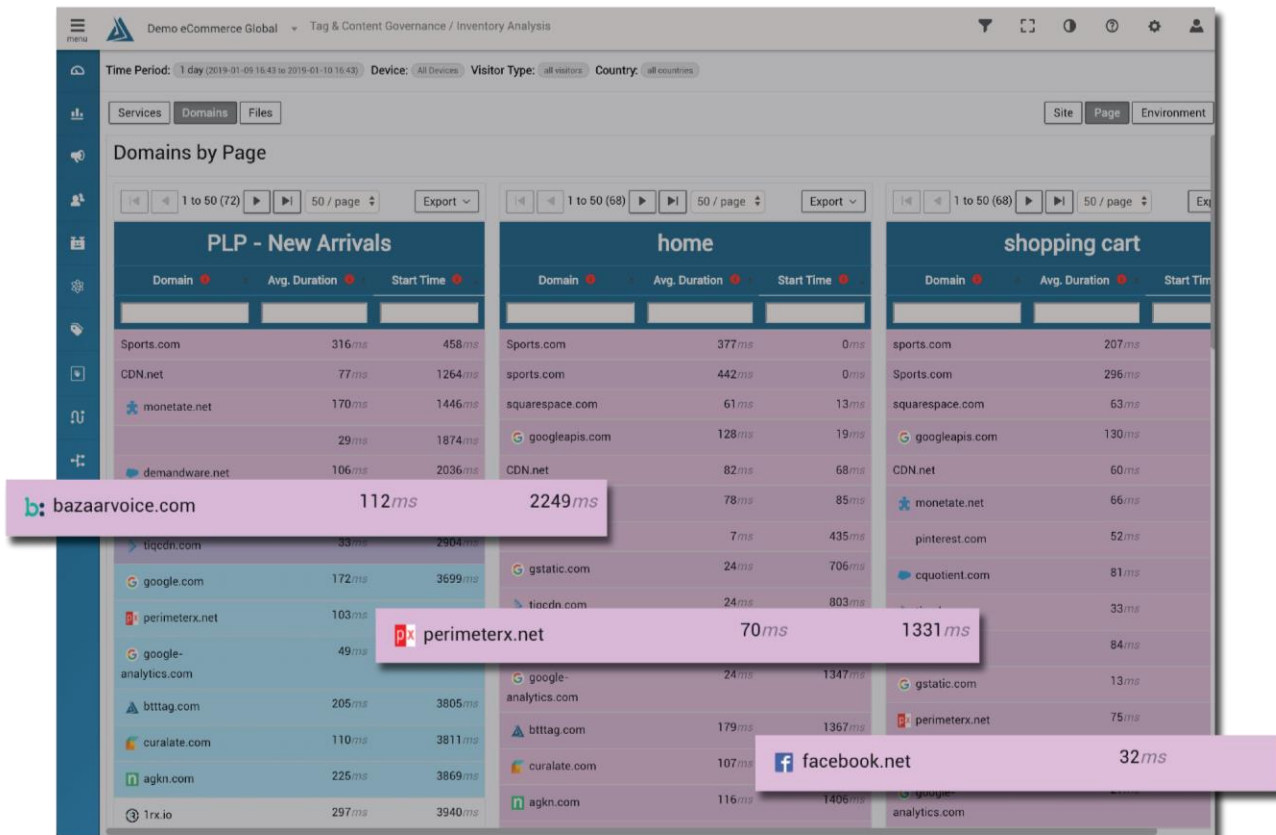 menu
Demo eCommerce Global
Tag & Content Governance / Inventory Analysis
Time Period: 1 day (2019-01-09 16:43 to 2019-01-10 16:43) Device: All Devices Visitor Type: all visitors Country: all countries
Services Domains Files Site Page Environment
Domains by Page
1 to 50 (72) 50 / page Export
PLP - New Arrivals
Domain Avg. Duration Start Time
Sports.com 316ms 458ms
CDN.net 77ms 1264ms
monetate.net 170ms 1446ms
29ms 1874ms
demandware.net 106ms 2036ms
bazaarvoice.com 112ms 2249ms
tiqcdn.com 33ms 2904ms
google.com 172ms 3699ms
perimeterx.net 103ms
google-
analytics.com 49ms
btttag.com 205ms 3805ms
curalate.com 110ms 3811ms
agkn.com 225ms 3869ms
1rx.io 297ms 3940ms
1 to 50 (68) 50 / page Export
home
Domain Avg. Duration Start Time
Sports.com 377ms 0ms
sports.com 442ms 0ms
squarespace.com 61ms 13ms
googleapis.com 128ms 19ms
CDN.net 82ms 68ms
78ms 85ms
7ms 435ms
gstatic.com 24ms 706ms
tiqcdn.com 24ms 803ms
perimeterx.net 70ms 1331ms
google-
analytics.com 24ms 1347ms
btttag.com 179ms 1367ms
curalate.com 107ms
agkn.com 116ms 1406ms
1 to 50 (68) 50 / page
shopping cart
Domain Avg. Duration
sports.com 207ms
Sports.com 296ms
squarespace.com 63ms
googleapis.com 130ms
CDN.net 60ms
monetate.net 66ms
pinterest.com 52ms
cquotient.com 81ms
33ms
84ms
gstatic.com 13ms
perimeterx.net 75ms
facebook.net 32ms
google-
analytics.com